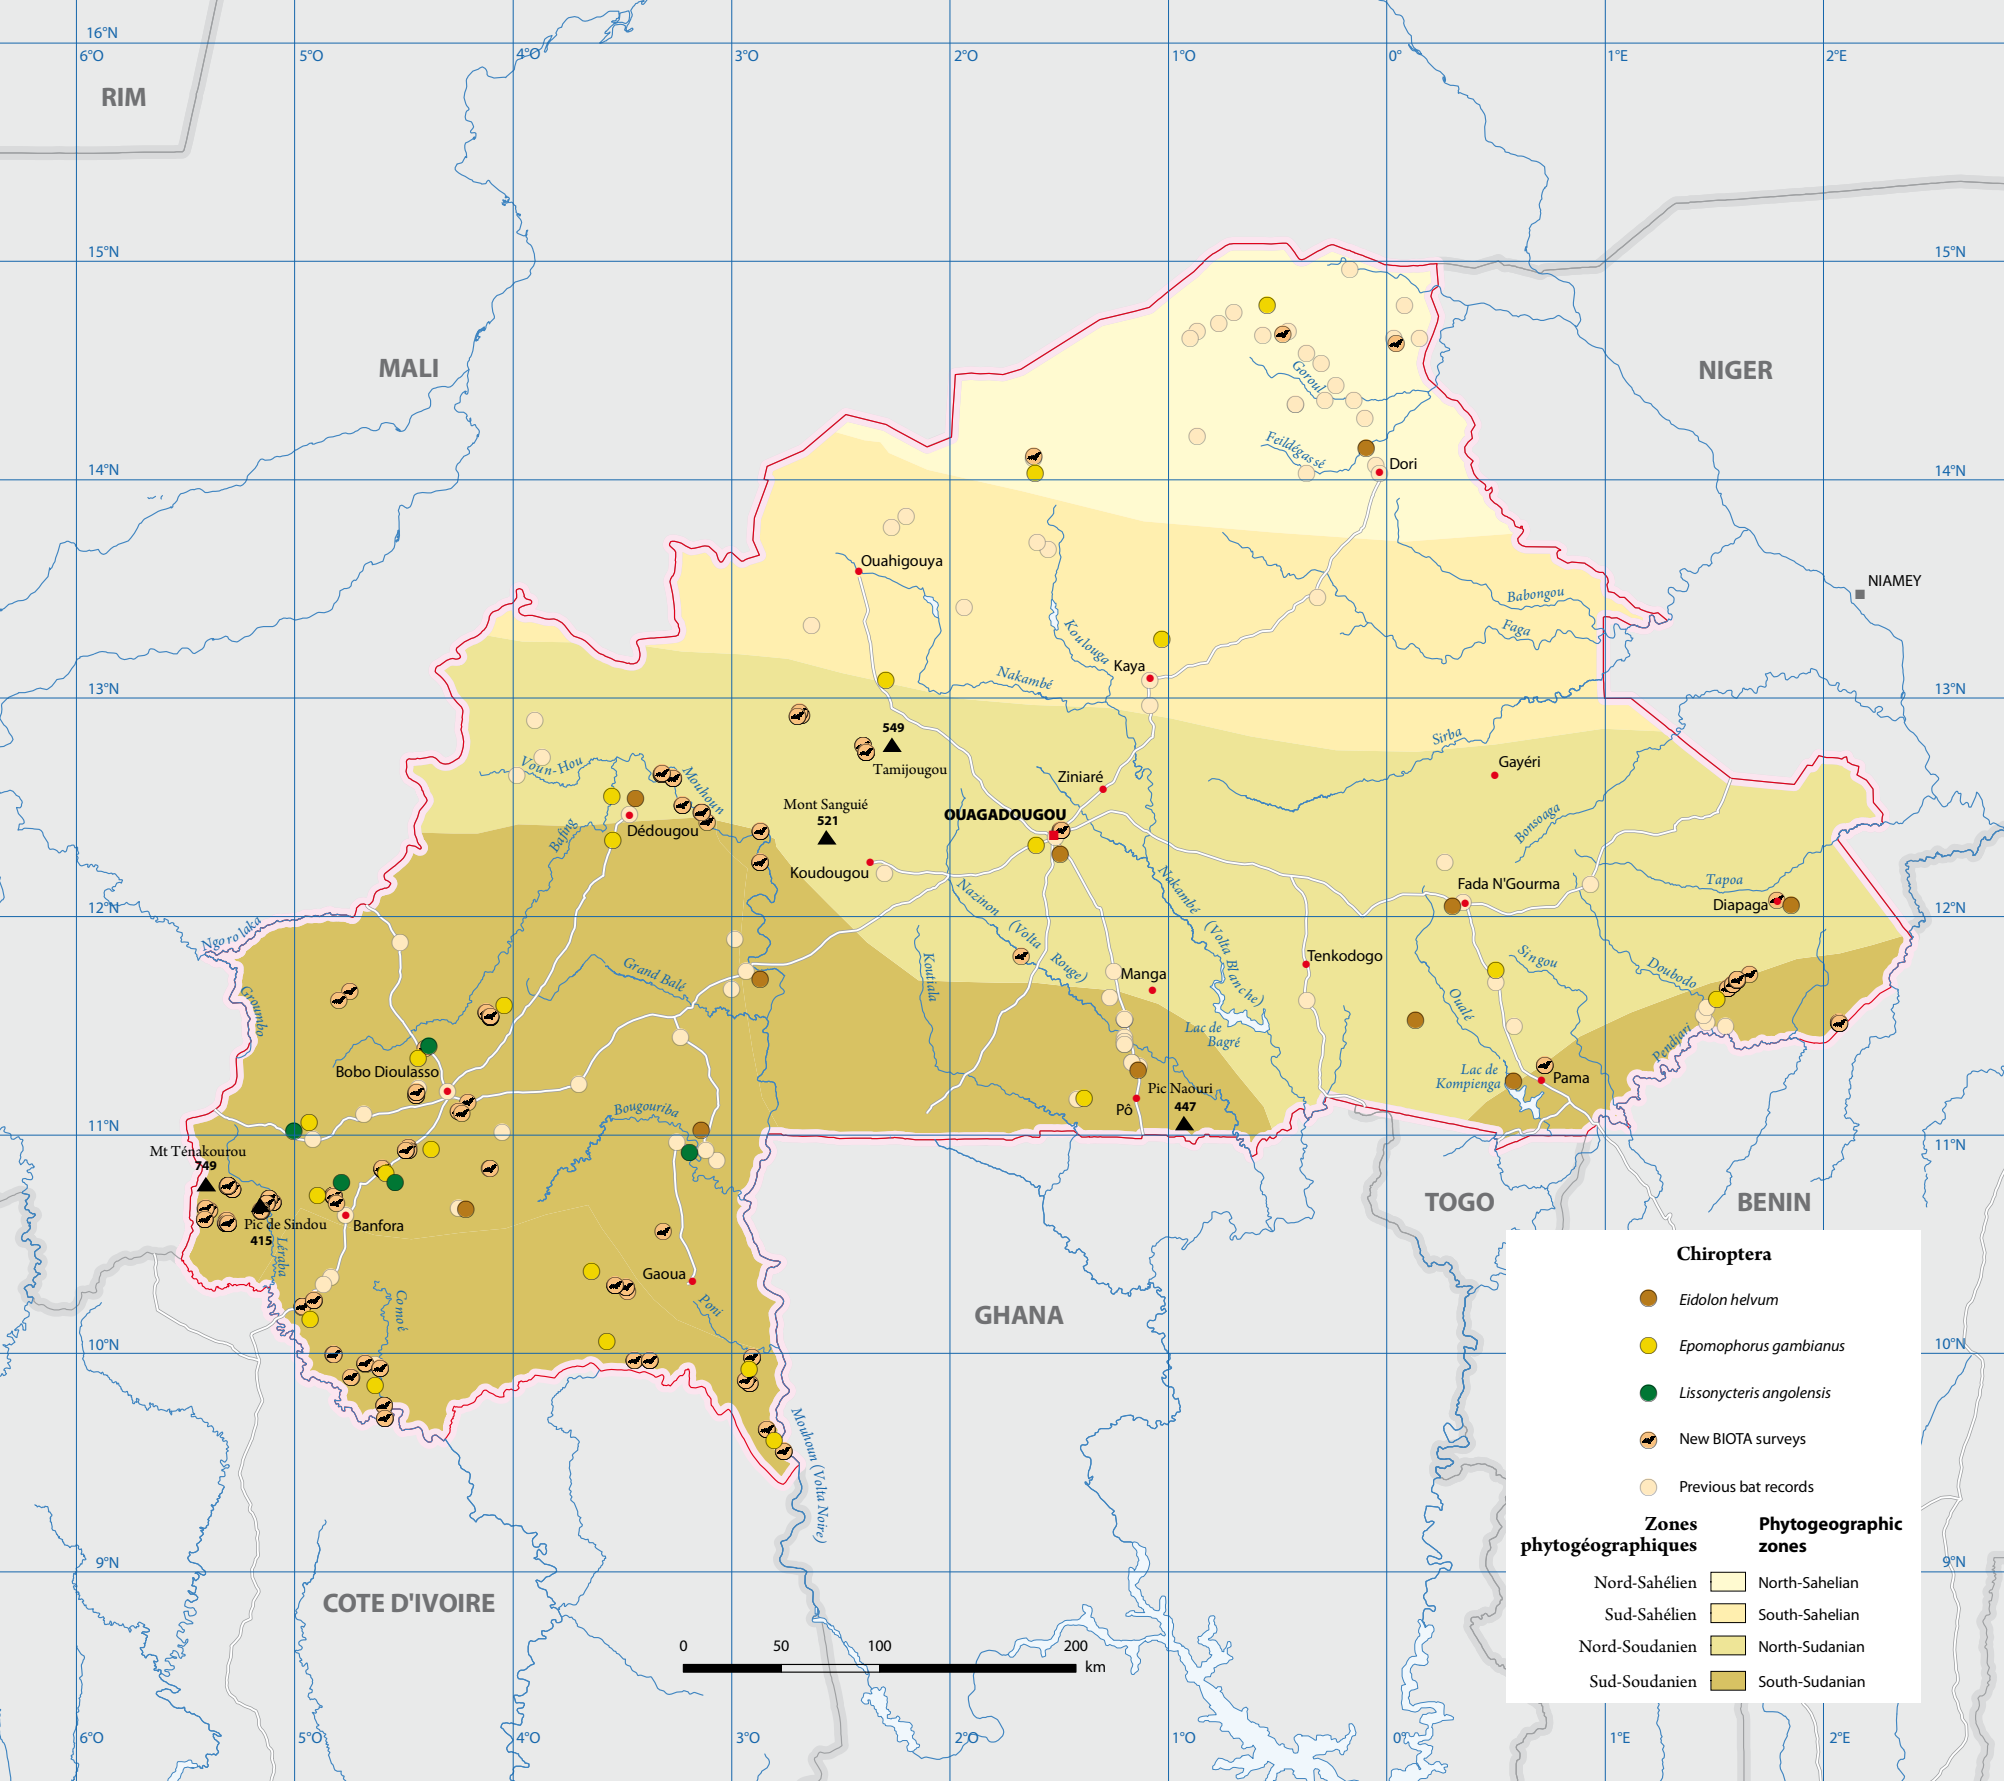 16°N
6°O
5°O
4°O
3°O
2°O
1°O
0°
1°E
2°E
RIM
15°N
15°N
MALI
NIGER
Goroul
Feildégassé
Dori
14°N
14°N
Ouahigouya
NIAMEY
Babongou
Faga
Koulouga
Kaya
Nakambé
13°N
13°N
549
Tamijougou
Sirba
Gayéri
Voun-Hou
Mouhoun
Ziniaré
Mont Sanguié
521
OUAGADOUGOU
Bonsoaga
Dédougou
Bafing
Koudougou
Nazinon (Volta Rouge)
Nakambé (Volta Blanche)
Fada N'Gourma
Tapoa
Diapaga
12°N
12°N
Ngorolaka
Grand Balé
Koutiala
Manga
Tenkodogo
Singou
Doubodo
Groumbo
Oualé
Lac de
Bagré
Pendjari
Bobo Dioulasso
Lac de
Kompienga
Pama
Pic Naouri
447
Pô
Bougouriba
11°N
11°N
Mt Ténakourou
749
TOGO
BENIN
Pic de Sindou
415
Banfora
Léraba
Gaoua
Poni
Comoé
GHANA
10°N
10°N
Mouhoun (Volta Noire)
9°N
9°N
COTE D'IVOIRE
0
50
100
200
km
6°O
5°O
4°O
3°O
2°O
1°O
0°
1°E
2°E
Chiroptera
Eidolon helvum
Epomophorus gambianus
Lissonycteris angolensis
New BIOTA surveys
Previous bat records
Zones
phytogéographiques
Phytogeographic
zones
Nord-Sahélien
North-Sahelian
Sud-Sahélien
South-Sahelian
Nord-Soudanien
North-Sudanian
Sud-Soudanien
South-Sudanian